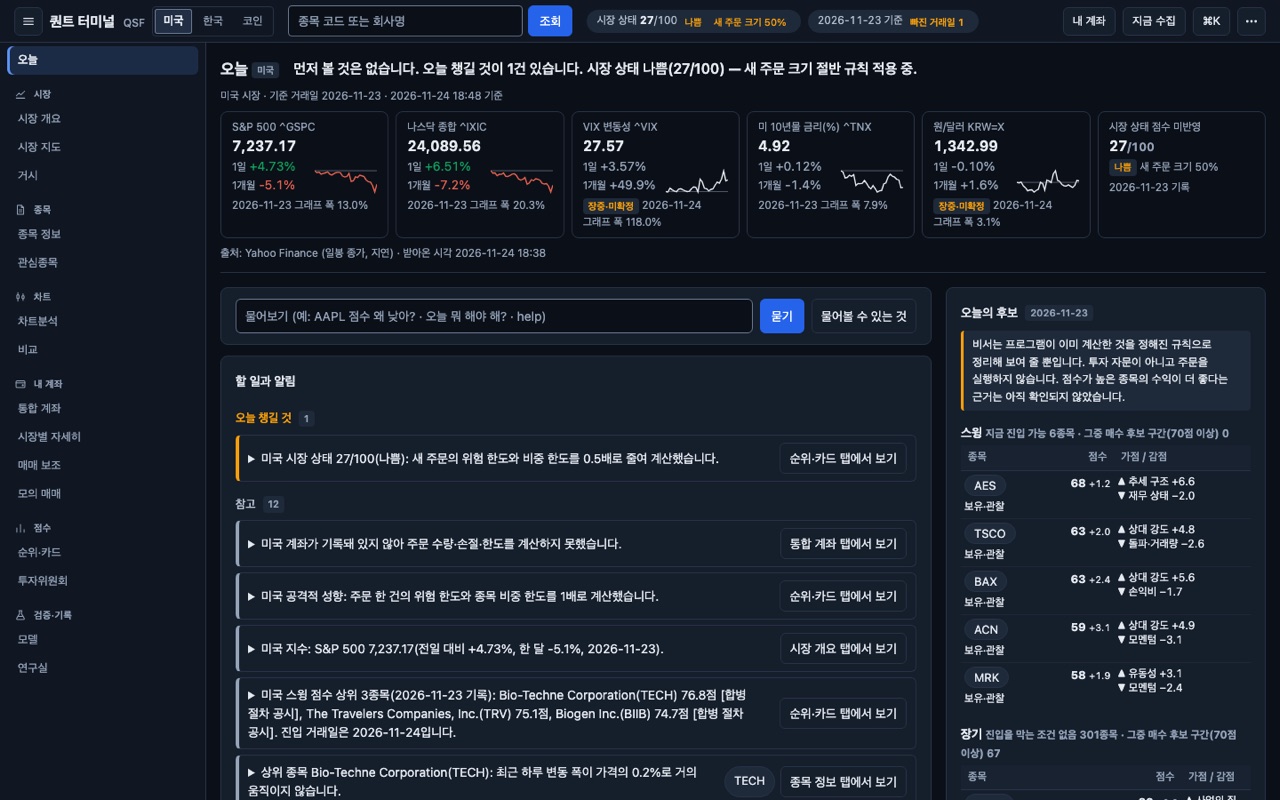 퀀트 터미널 QSF 미국 한국 코인 종목 코드 또는 회사명 조회 시장 상태 27/100 나쁨 새 주문 크기 50% 2026-11-23 기준 빠진 거래일 1 내 계좌 지금 수집 ⌘K ⋯
오늘
시장
시장 개요
시장 지도
거시
종목
종목 정보
관심종목
차트
차트분석
비교
내 계좌
통합 계좌
시장별 자세히
매매 보조
모의 매매
점수
순위·카드
투자위원회
검증·기록
모델
연구실
오늘 미국 먼저 볼 것은 없습니다. 오늘 챙길 것이 1건 있습니다. 시장 상태 나쁨(27/100) — 새 주문 크기 절반 규칙 적용 중.
미국 시장 · 기준 거래일 2026-11-23 · 2026-11-24 18:48 기준
S&P 500 ^GSPC
7,237.17
1일 +4.73%
1개월 -5.1%
2026-11-23 그래프 폭 13.0%
나스닥 종합 ^IXIC
24,089.56
1일 +6.51%
1개월 -7.2%
2026-11-23 그래프 폭 20.3%
VIX 변동성 ^VIX
27.57
1일 +3.57%
1개월 +49.9%
장중·미확정 2026-11-24
그래프 폭 118.0%
미 10년물 금리(%) ^TNX
4.92
1일 +0.12%
1개월 -1.4%
2026-11-23 그래프 폭 7.9%
원/달러 KRW=X
1,342.99
1일 -0.10%
1개월 +1.6%
장중·미확정 2026-11-24
그래프 폭 3.1%
시장 상태 점수 미반영
27/100
나쁨 새 주문 크기 50%
2026-11-23 기록
출처: Yahoo Finance (일봉 종가, 지연) · 받아온 시각 2026-11-24 18:38
물어보기 (예: AAPL 점수 왜 낮아? · 오늘 뭐 해야 해? · help) 묻기 물어볼 수 있는 것
할 일과 알림
오늘 챙길 것 1
▶ 미국 시장 상태 27/100(나쁨): 새 주문의 위험 한도와 비중 한도를 0.5배로 줄여 계산했습니다. 순위·카드 탭에서 보기
참고 12
▶ 미국 계좌가 기록돼 있지 않아 주문 수량·손절·한도를 계산하지 못했습니다. 통합 계좌 탭에서 보기
▶ 미국 공격적 성향: 주문 한 건의 위험 한도와 종목 비중 한도를 1배로 계산했습니다. 순위·카드 탭에서 보기
▶ 미국 지수: S&P 500 7,237.17(전일 대비 +4.73%, 한 달 -5.1%, 2026-11-23). 시장 개요 탭에서 보기
▶ 미국 스윙 점수 상위 3종목(2026-11-23 기록): Bio-Techne Corporation(TECH) 76.8점 [합병
절차 공시], The Travelers Companies, Inc.(TRV) 75.1점, Biogen Inc.(BIIB) 74.7점 [합병 절차
공시]. 진입 거래일은 2026-11-24입니다. 순위·카드 탭에서 보기
▶ 상위 종목 Bio-Techne Corporation(TECH): 최근 하루 변동 폭이 가격의 0.2%로 거의
움직이지 않습니다. TECH 종목 정보 탭에서 보기
오늘의 후보 2026-11-23
비서는 프로그램이 이미 계산한 것을 정해진 규칙으로
정리해 보여 줄 뿐입니다. 투자 자문이 아니고 주문을
실행하지 않습니다. 점수가 높은 종목의 수익이 더 좋다는
근거는 아직 확인되지 않았습니다.
스윙 지금 진입 가능 6종목 · 그중 매수 후보 구간(70점 이상) 0
종목 점수 가점 / 감점
AES 68 +1.2 ▲ 추세 구조 +6.6
▼ 재무 상태 −2.0
보유·관찰
TSCO 63 +2.0 ▲ 상대 강도 +4.8
▼ 돌파·거래량 −2.6
보유·관찰
BAX 63 +2.4 ▲ 상대 강도 +5.6
▼ 손익비 −1.7
보유·관찰
ACN 59 +3.1 ▲ 상대 강도 +4.9
▼ 모멘텀 −3.1
보유·관찰
MRK 58 +1.9 ▲ 유동성 +3.1
▼ 모멘텀 −2.4
보유·관찰
장기 진입을 막는 조건 없음 301종목 · 그중 매수 후보 구간(70점
이상) 67
종목 점수 가점 / 감점